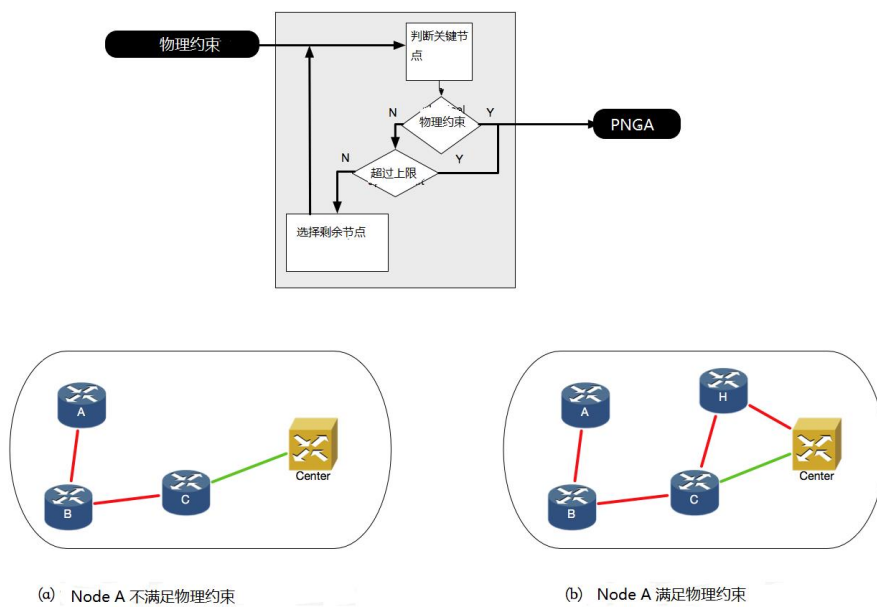 物理约束
判断关键节
点
物理约束
N
Y
PNGA
超过上限
N
Y
选择剩余节点
A
B
C
Center
A
H
B
C
Center
(a) Node A 不满足物理约束
(b) Node A 满足物理约束